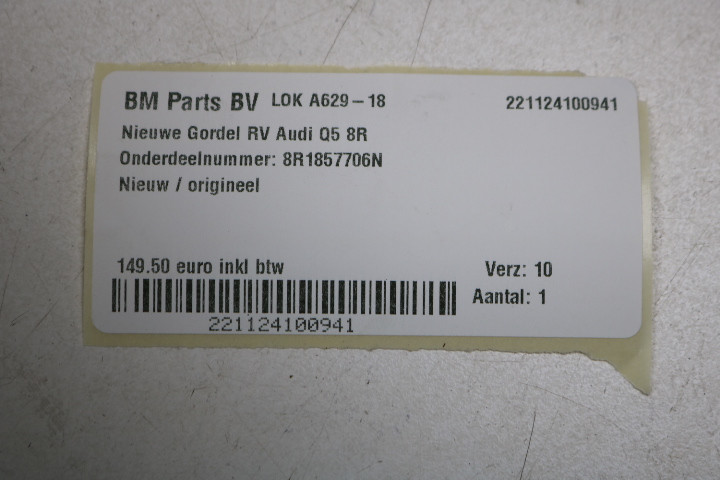 BM Parts BV LOK A629-18 221124100941
Nieuwe Gordel RV Audi Q5 8R
Onderdeelnummer: 8R1857706N
Nieuw / origineel
149.50 euro inkl btw Verz: 10
Aantal: 1
221124100941